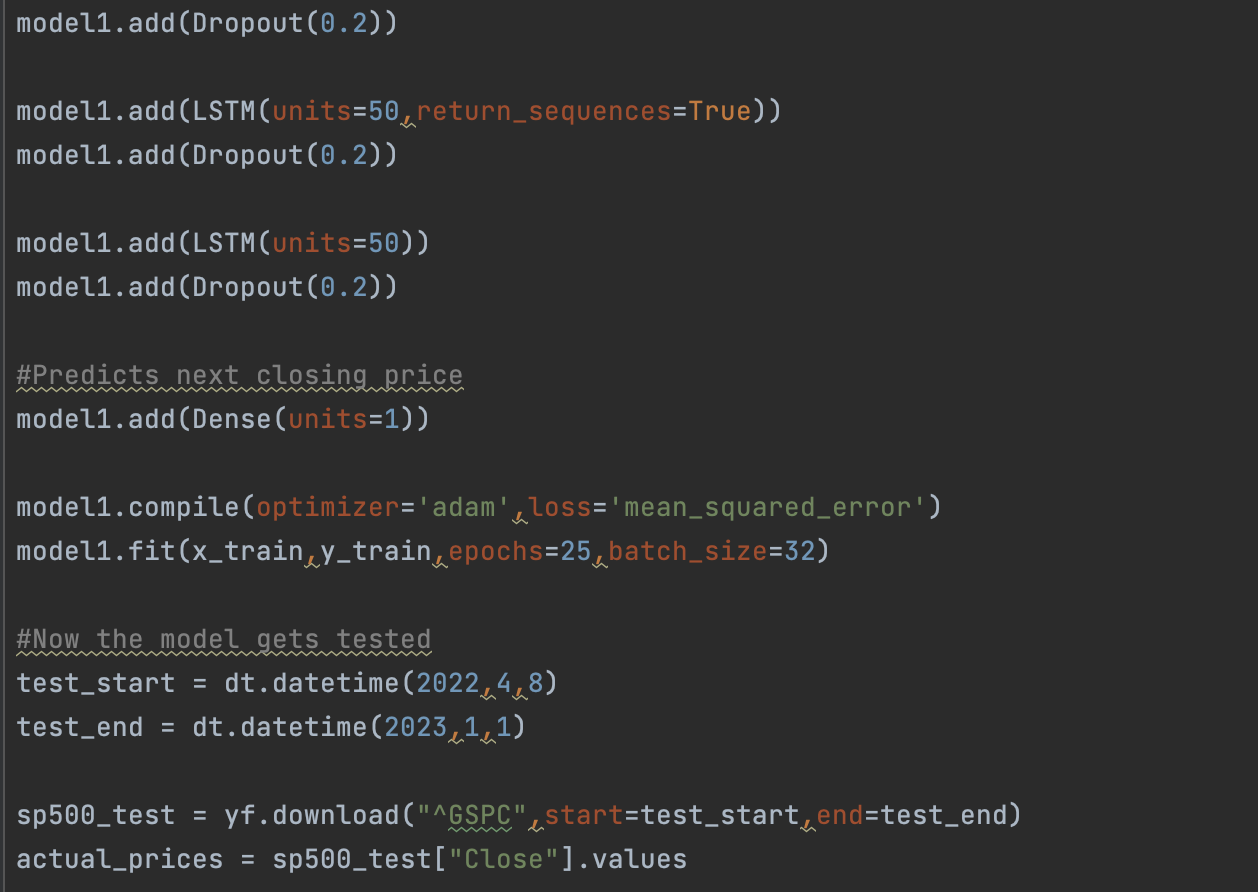 model1.add(Dropout(0.2))
model1.add(LSTM(units=50,return_sequences=True))
model1.add(Dropout(0.2))
model1.add(LSTM(units=50))
model1.add(Dropout(0.2))
#Predicts next closing price
model1.add(Dense(units=1))
model1.compile(optimizer='adam',loss='mean_squared_error')
model1.fit(x_train,y_train,epochs=25,batch_size=32)
#Now the model gets tested
test_start = dt.datetime(2022,4,8)
test_end = dt.datetime(2023,1,1)
sp500_test = yf.download("^GSPC",start=test_start,end=test_end)
actual_prices = sp500_test["Close"].values